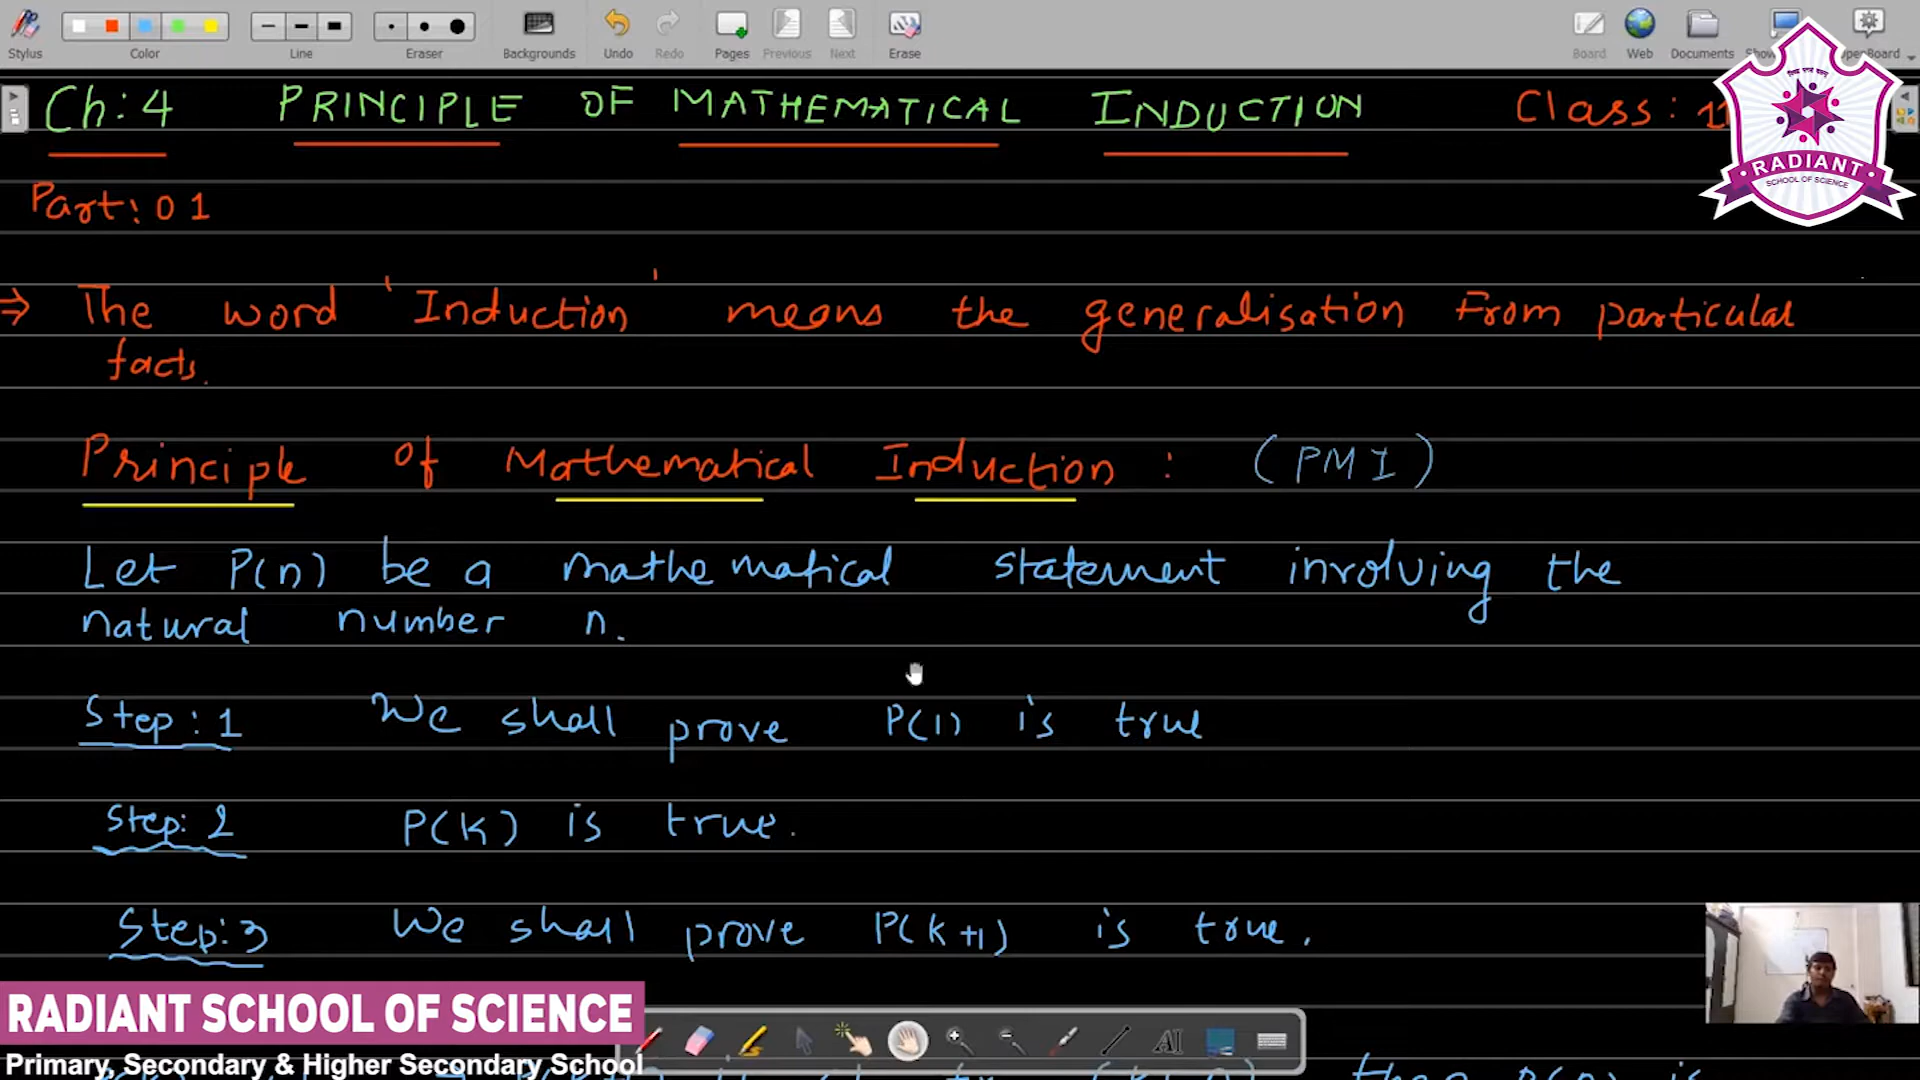 Stylus Color Line Eraser Backgrounds Undo Redo Pages Previous Next Erase Board Web Documents
Ch: 4 PRINCIPLE OF MATHEMATICAL INDUCTION Class: 11
RADIANT
SCHOOL OF SCIENCE
Part: 01
⇒ The word 'Induction' means the generalisation From particular
facts.
Principle Of Mathematical Induction : (PMI)
Let P(n) be a mathematical statement involving the
natural number n.
Step: 1 We shall prove P(1) is true
Step: 2 P(K) is true.
Step: 3 We shall prove P(k+1) is true.
RADIANT SCHOOL OF SCIENCE
Primary, Secondary & Higher Secondary School